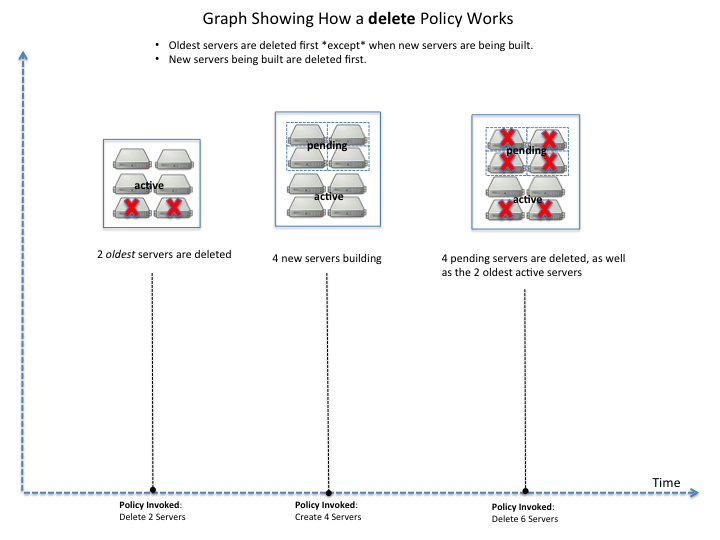 Graph Showing How a delete Policy Works
• Oldest servers are deleted first *except* when new servers are being built.
• New servers being built are deleted first.
active
pending
active
pending
active
2 oldest servers are deleted
4 new servers building
4 pending servers are deleted, as well
as the 2 oldest active servers
Time
Policy Invoked:
Delete 2 Servers
Policy Invoked:
Create 4 Servers
Policy Invoked:
Delete 6 Servers